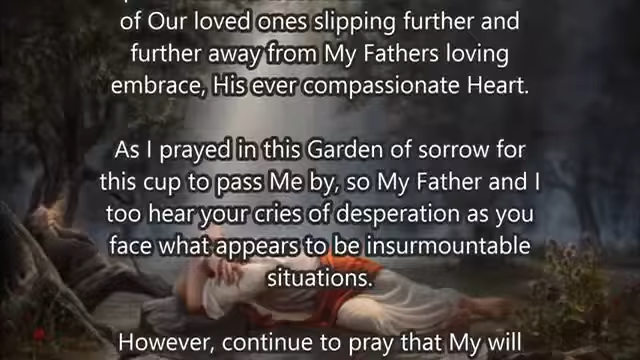 of Our loved ones slipping further and
further away from My Fathers loving
embrace, His ever compassionate Heart.
As I prayed in this Garden of sorrow for
this cup to pass Me by, so My Father and I
too hear your cries of desperation as you
face what appears to be insurmountable
situations.
However, continue to pray that My will